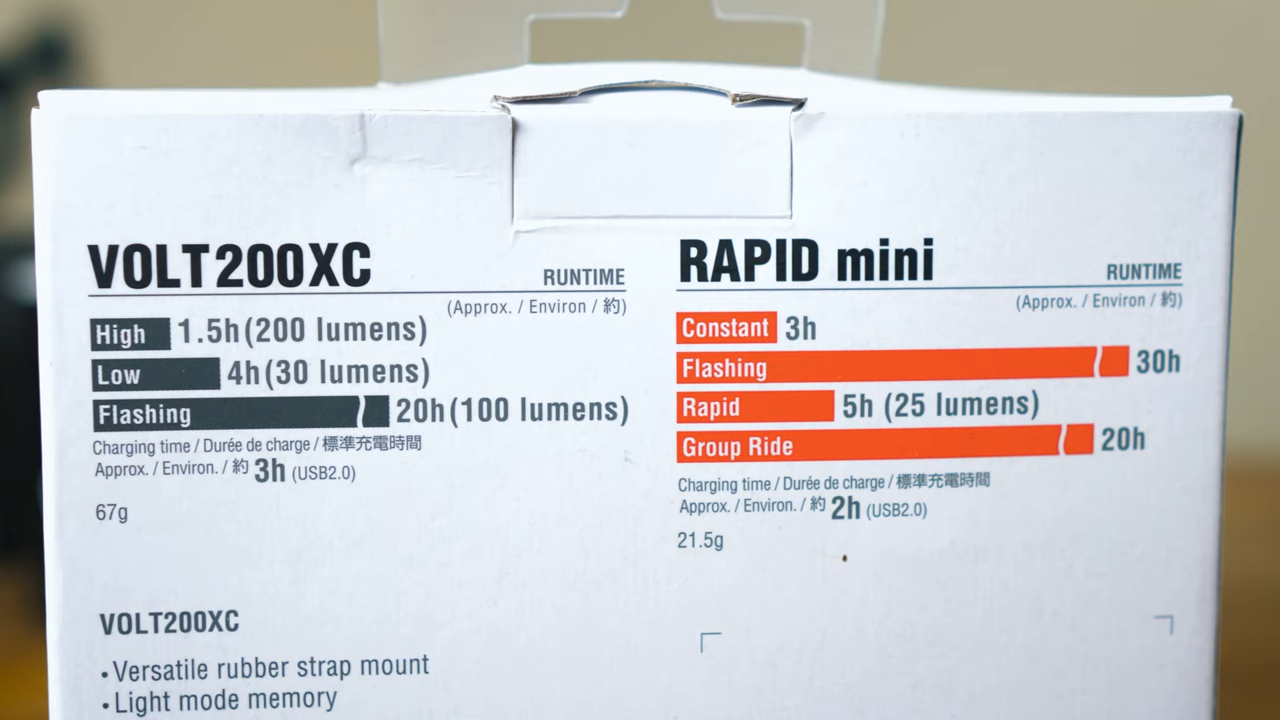 VOLT200XC RUNTIME
(Approx. / Environ / 約)
High 1.5h(200 lumens)
Low 4h(30 lumens)
Flashing 20h(100 lumens)
Charging time / Durée de charge / 標準充電時間
Approx. / Environ. / 約 3h (USB2.0)
67g
RAPID mini RUNTIME
(Approx. / Environ / 約)
Constant 3h
Flashing 30h
Rapid 5h (25 lumens)
Group Ride 20h
Charging time / Durée de charge / 標準充電時間
Approx. / Environ. / 約 2h (USB2.0)
21.5g
VOLT200XC
•Versatile rubber strap mount
•Light mode memory